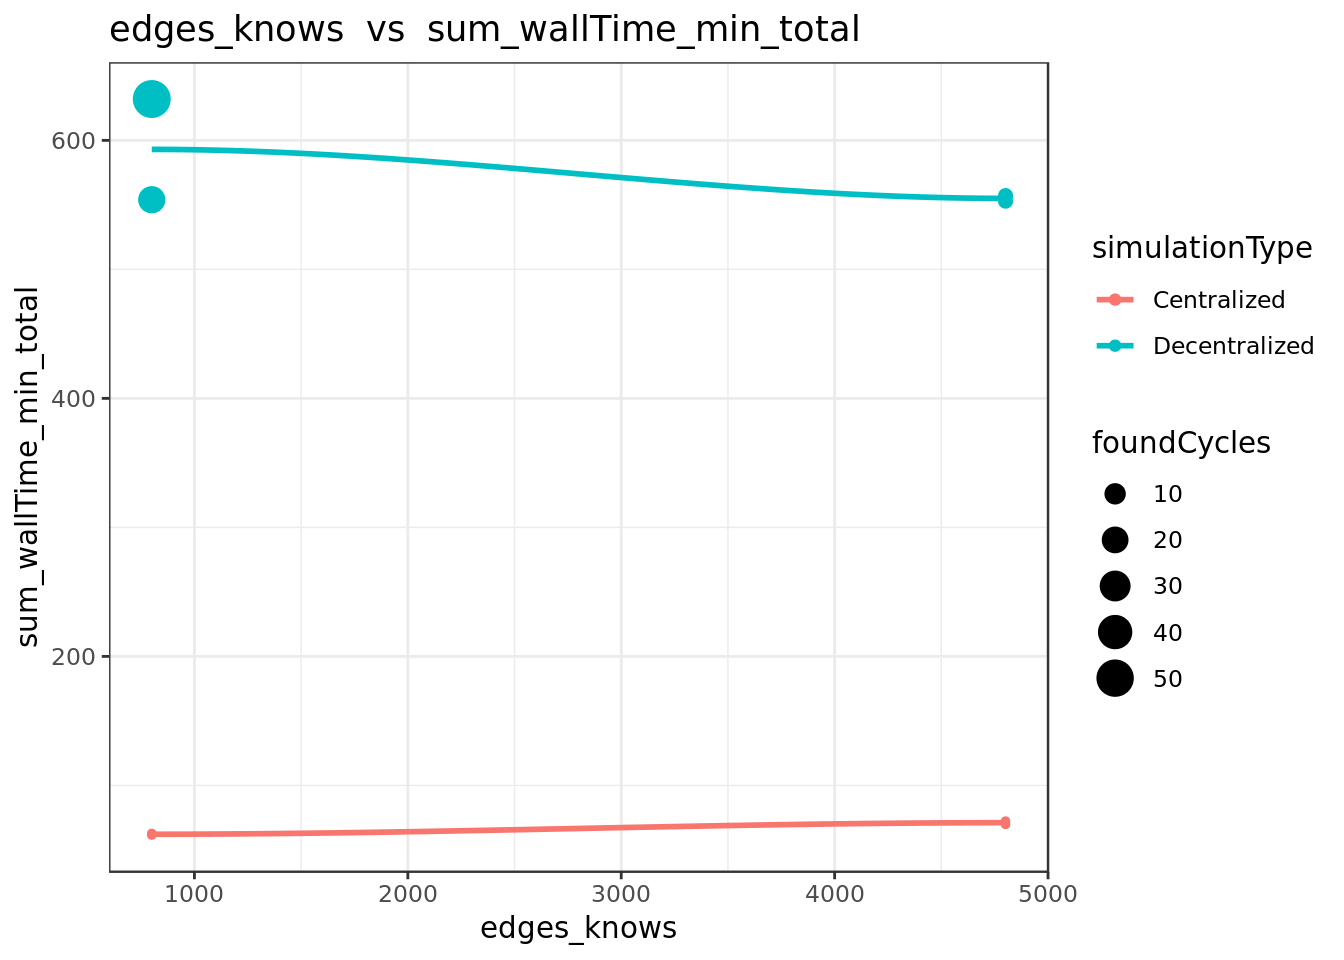 edges_knows  vs  sum_wallTime_min_total
sum_wallTime_min_total
600
400
200
1000
2000
3000
4000
5000
edges_knows
simulationType
Centralized
Decentralized
foundCycles
10
20
30
40
50